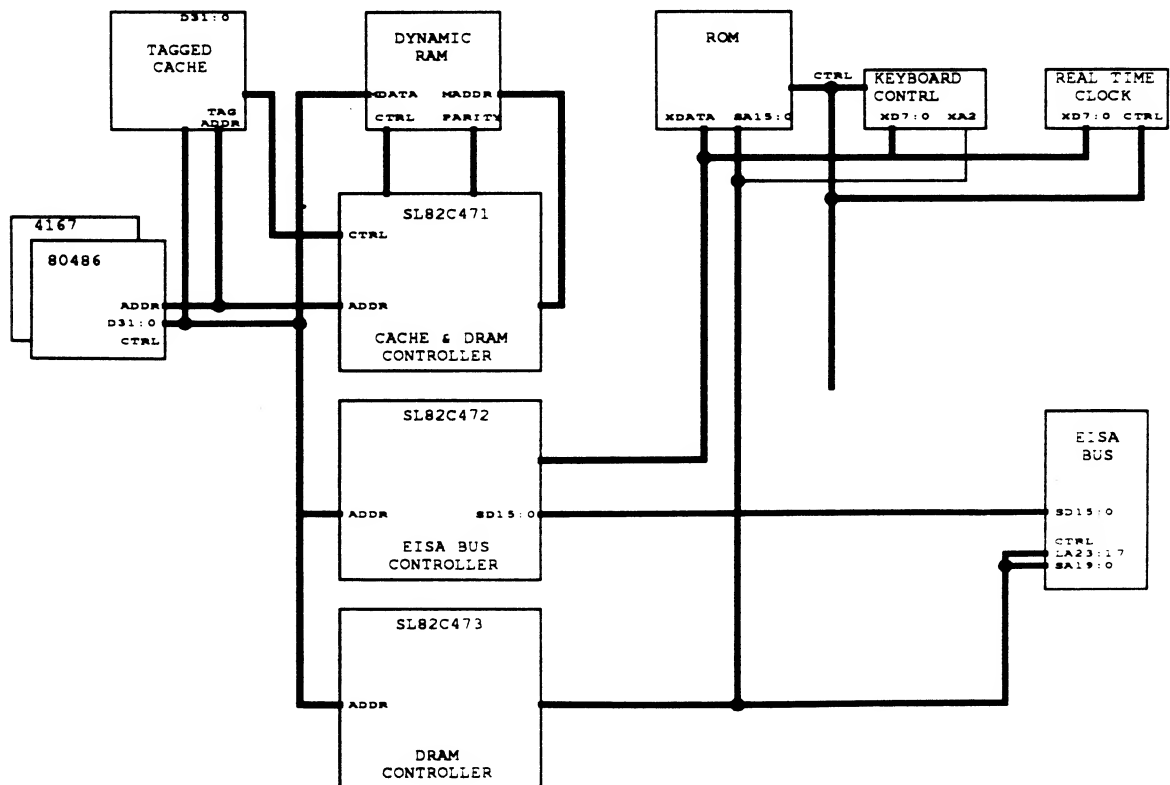 D31:0
TAGGED
CACHE
TAG
ADDR
DYNAMIC
RAM
MDATA MADDR
CTRL PARITY
ROM
XDATA SA15:0
CTRL
KEYBOARD
CONTRL
XD7:0 XA2
REAL TIME
CLOCK
XD7:0 CTRL
4167
80486
ADDR
D31:0
CTRL
SL82C471
CTRL
ADDR
CACHE & DRAM
CONTROLLER
SL82C472
ADDR SD15:0
EISA BUS
CONTROLLER
EISA
BUS
SD15:0
CTRL
LA23:17
SA19:0
SL82C473
ADDR
DRAM
CONTROLLER